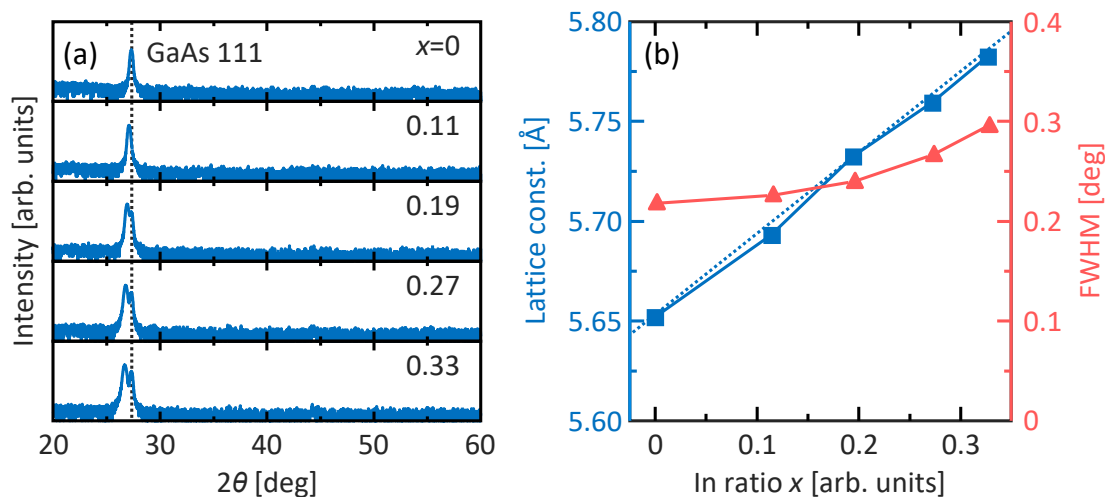 (a)
GaAs 111
x=0
0.11
0.19
0.27
0.33
Intensity [arb. units]
20 30 40 50 60
2θ [deg]
(b)
5.80
5.75
5.70
5.65
5.60
Lattice const. [Å]
0.4
0.3
0.2
0.1
0
FWHM [deg]
0 0.1 0.2 0.3
In ratio x [arb. units]